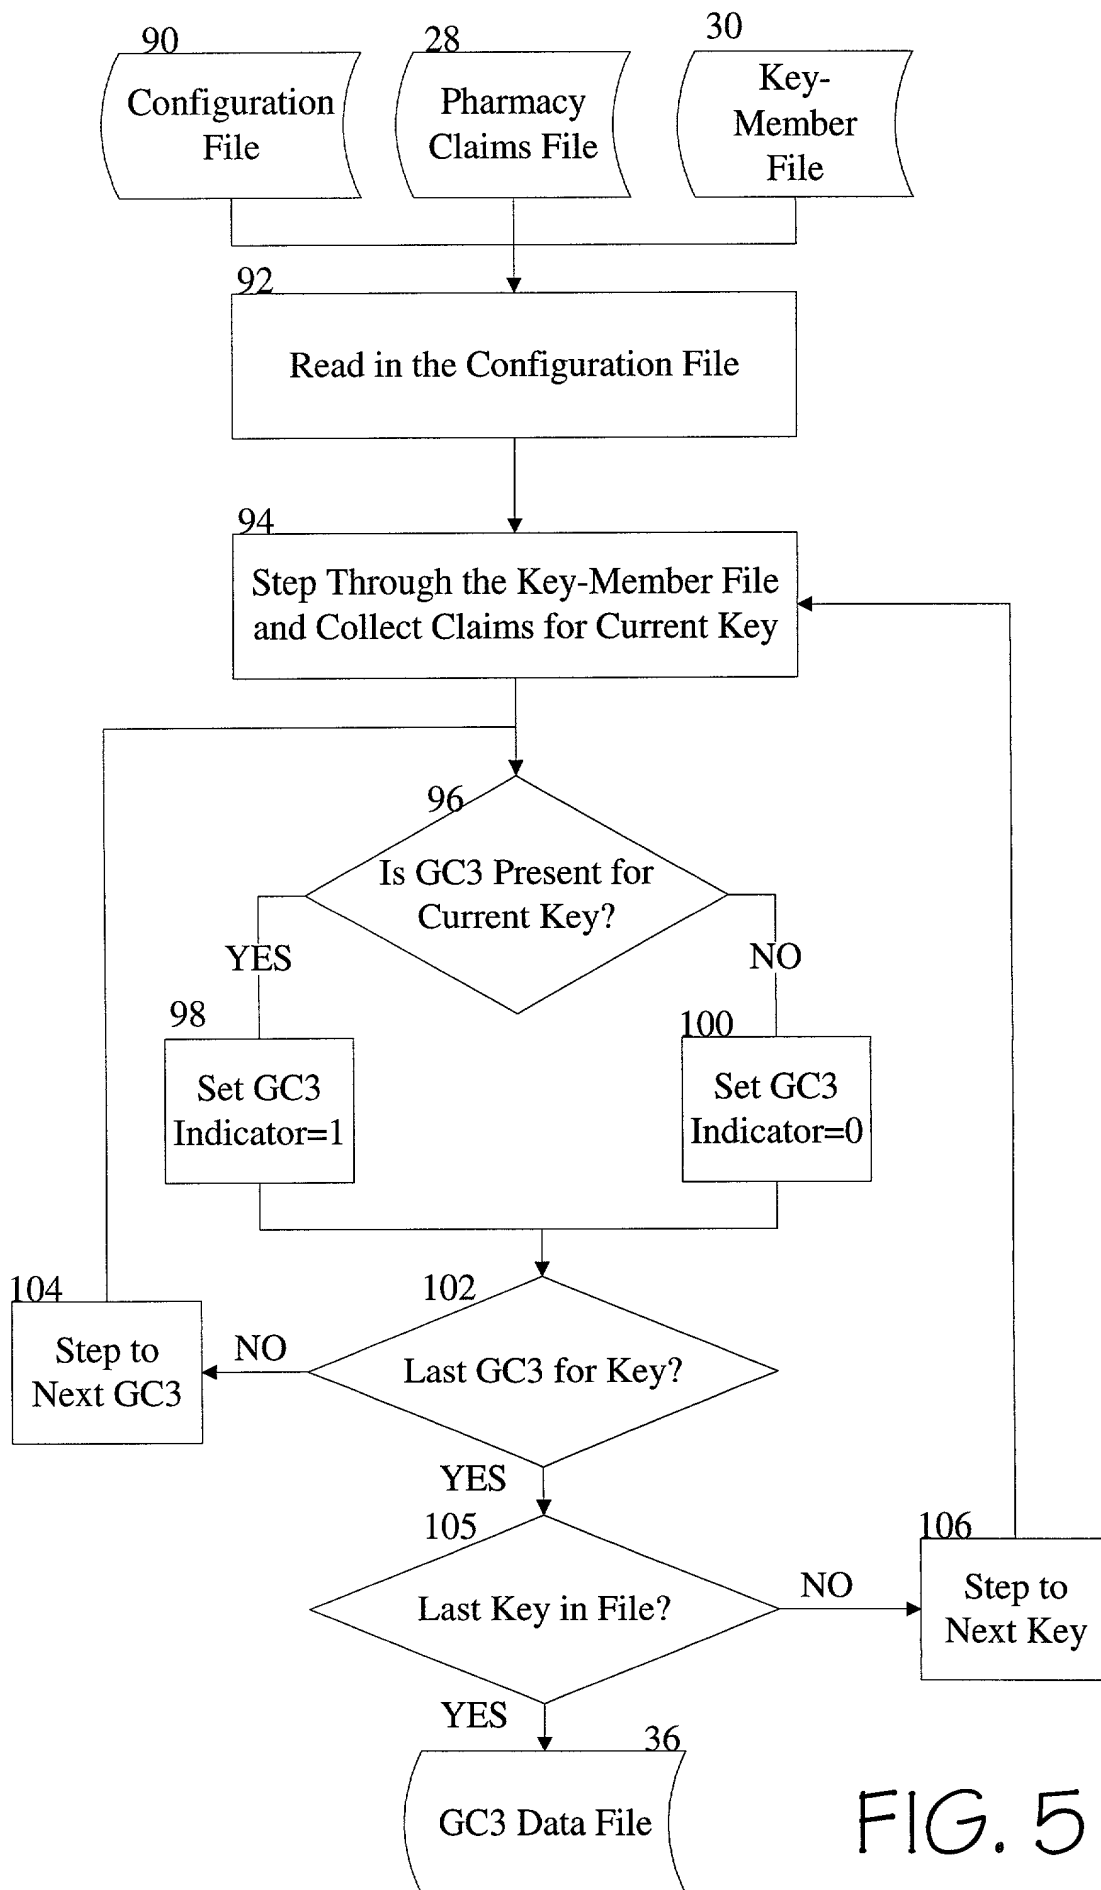 90
Configuration
File
28
Pharmacy
Claims File
30
Key-
Member
File
92
Read in the Configuration File
94
Step Through the Key-Member File
and Collect Claims for Current Key
96
Is GC3 Present for
Current Key?
YES
NO
98
Set GC3
Indicator=1
100
Set GC3
Indicator=0
102
Last GC3 for Key?
NO
104
Step to
Next GC3
YES
105
Last Key in File?
NO
106
Step to
Next Key
YES
36
GC3 Data File
FIG. 5